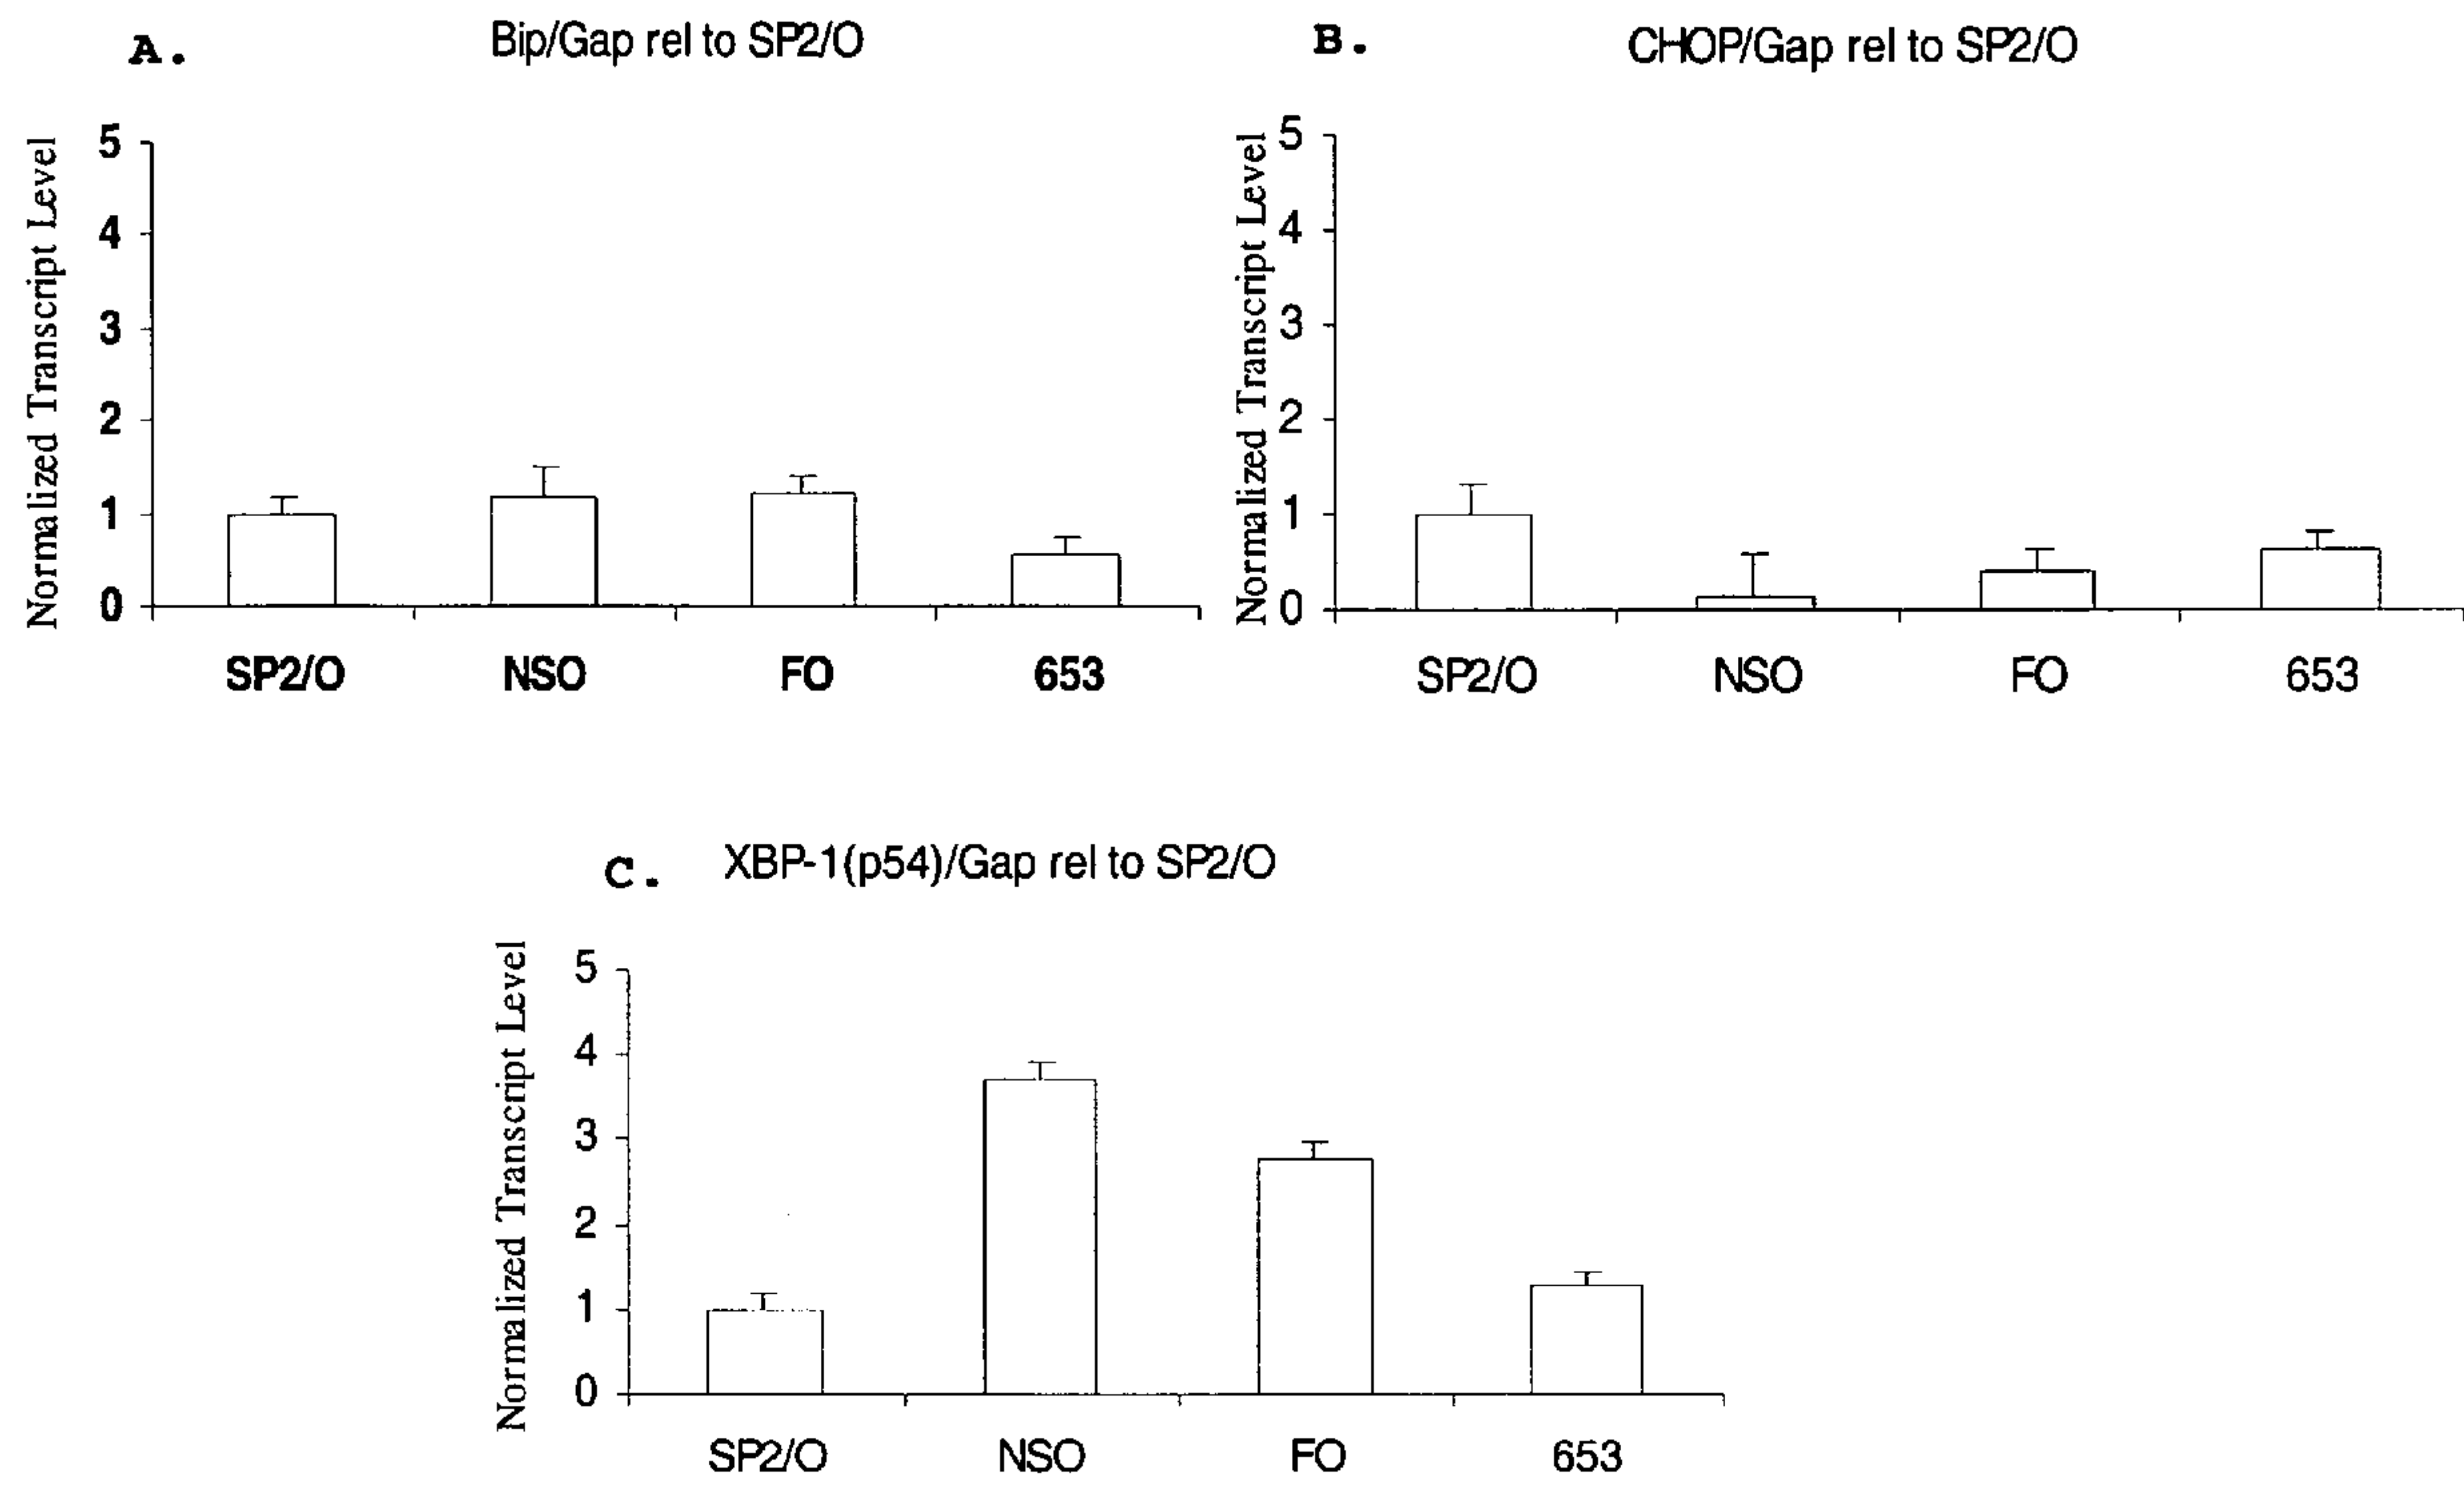 A.
Bip/Gap rel to SP2/O
Normalized Transcript Level
5
4
3
2
1
0
SP2/O NSO FO 653
B.
CHOP/Gap rel to SP2/O
Normalized Transcript Level
5
4
3
2
1
0
SP2/O NSO FO 653
C.
XBP-1(p54)/Gap rel to SP2/O
Normalized Transcript Level
5
4
3
2
1
0
SP2/O NSO FO 653